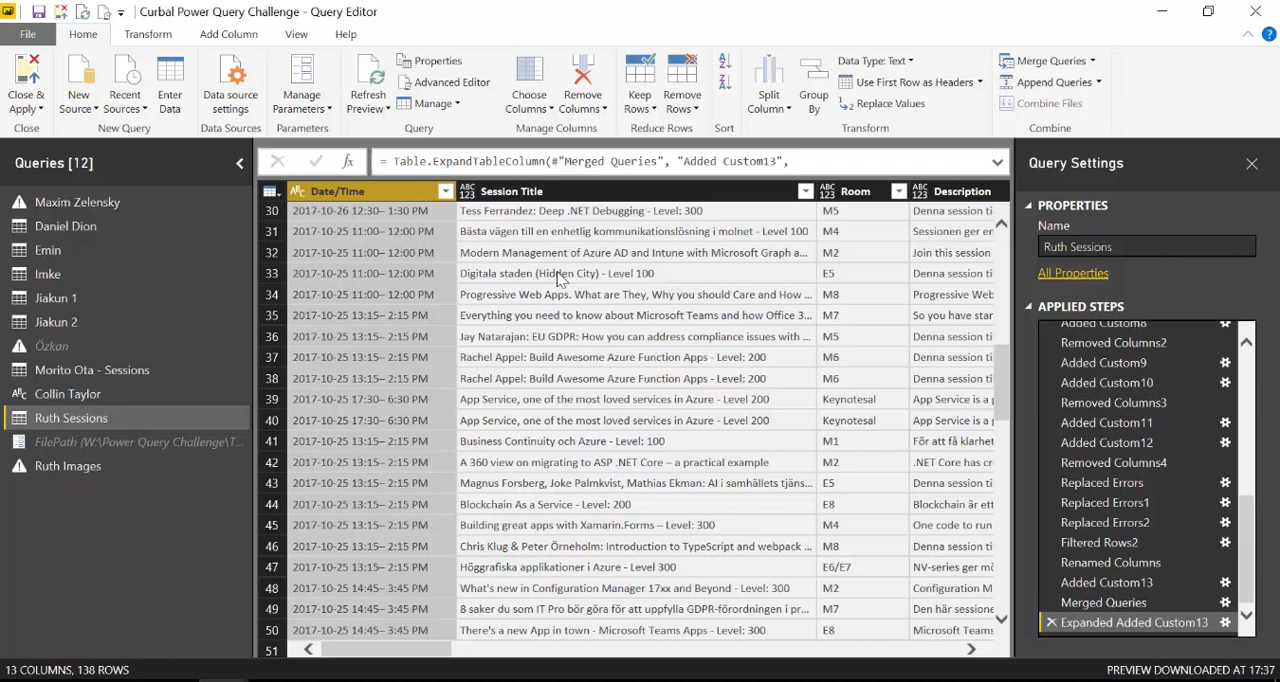 Curbal Power Query Challenge - Query Editor
File Home Transform Add Column View Help
Close & Apply
New Source
Recent Sources
Enter Data
Data source settings
Manage Parameters
Refresh Preview
Properties
Advanced Editor
Manage
Choose Columns
Remove Columns
Keep Rows
Remove Rows
Split Column
Group By
Data Type: Text
Use First Row as Headers
Replace Values
Merge Queries
Append Queries
Combine Files
Close New Query Data Sources Parameters Query Manage Columns Reduce Rows Sort Transform Combine
Queries [12]
Maxim Zelensky
Daniel Dion
Emin
Imke
Jiakun 1
Jiakun 2
Özkan
Morito Ota - Sessions
Collin Taylor
Ruth Sessions
FilePath (W:\Power Query Challenge\T...
Ruth Images
fx = Table.ExpandTableColumn(#"Merged Queries", "Added Custom13",
Date/Time Session Title Room Description
30 2017-10-26 12:30– 1:30 PM Tess Ferrandez: Deep .NET Debugging - Level: 300 M5 Denna session ti
31 2017-10-25 11:00– 12:00 PM Bästa vägen till en enhetlig kommunikationslösning i molnet - Level 100 M4 Sessionen ger en
32 2017-10-25 11:00– 12:00 PM Modern Management of Azure AD and Intune with Microsoft Graph a... M2 Join this session
33 2017-10-25 11:00– 12:00 PM Digitala staden (Hidden City) - Level 100 E5 Denna session ti
34 2017-10-25 11:00– 12:00 PM Progressive Web Apps. What are They, Why you should Care and How ... M8 Progressive Web
35 2017-10-25 13:15– 2:15 PM Everything you need to know about Microsoft Teams and how Office 3... M7 So you have star
36 2017-10-25 13:15– 2:15 PM Jay Natarajan: EU GDPR: How you can address compliance issues with ... M5 Denna session ti
37 2017-10-25 13:15– 2:15 PM Rachel Appel: Build Awesome Azure Function Apps - Level: 200 M6 Denna session ti
38 2017-10-25 13:15– 2:15 PM Rachel Appel: Build Awesome Azure Function Apps - Level: 200 M6 Denna session ti
39 2017-10-25 17:30– 6:30 PM App Service, one of the most loved services in Azure - Level 200 Keynotesal App Service is a
40 2017-10-25 17:30– 6:30 PM App Service, one of the most loved services in Azure - Level 200 Keynotesal App Service is a
41 2017-10-25 13:15– 2:15 PM Business Continuity och Azure - Level: 100 M1 För att få klarhet
42 2017-10-25 13:15– 2:15 PM A 360 view on migrating to ASP .NET Core – a practical example M2 .NET Core has cr
43 2017-10-25 13:15– 2:15 PM Magnus Forsberg, Joke Palmkvist, Mathias Ekman: AI i samhällets tjäns... E5 Denna session ti
44 2017-10-25 13:15– 2:15 PM Blockchain As a Service - Level: 200 E8 Blockchain är ett
45 2017-10-25 13:15– 2:15 PM Building great apps with Xamarin.Forms – Level: 300 M4 One code to run
46 2017-10-25 13:15– 2:15 PM Chris Klug & Peter Örneholm: Introduction to TypeScript and webpack ... M8 Denna session ti
47 2017-10-25 13:15– 2:15 PM Höggrafiska applikationer i Azure - Level 300 E6/E7 NV-series ger mö
48 2017-10-25 14:45– 3:45 PM What's new in Configuration Manager 17xx and Beyond - Level: 300 M2 Configuration M
49 2017-10-25 14:45– 3:45 PM 8 saker du som IT Pro bör göra för att uppfylla GDPR-förordningen i pr... M7 Den här sessione
50 2017-10-25 14:45– 3:45 PM There's a new App in town - Microsoft Teams Apps - Level: 300 E8 Microsoft Teams
51
Query Settings
PROPERTIES
Name
Ruth Sessions
All Properties
APPLIED STEPS
Added Custom8
Removed Columns2
Added Custom9
Added Custom10
Removed Columns3
Added Custom11
Added Custom12
Removed Columns4
Replaced Errors
Replaced Errors1
Replaced Errors2
Filtered Rows2
Renamed Columns
Added Custom13
Merged Queries
Expanded Added Custom13
13 COLUMNS, 138 ROWS
PREVIEW DOWNLOADED AT 17:37